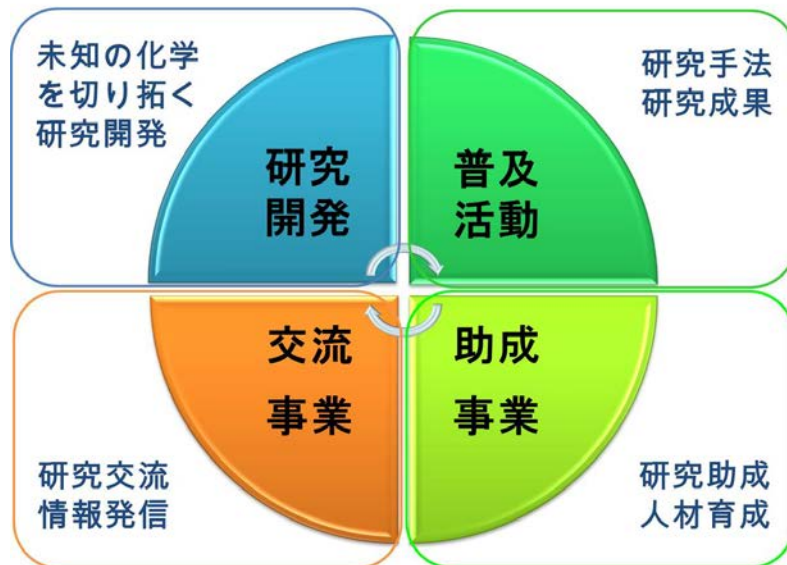 未知の化学
を切り拓く
研究開発
研究
開発
研究手法
研究成果
普及
活動
交流
事業
研究交流
情報発信
助成
事業
研究助成
人材育成